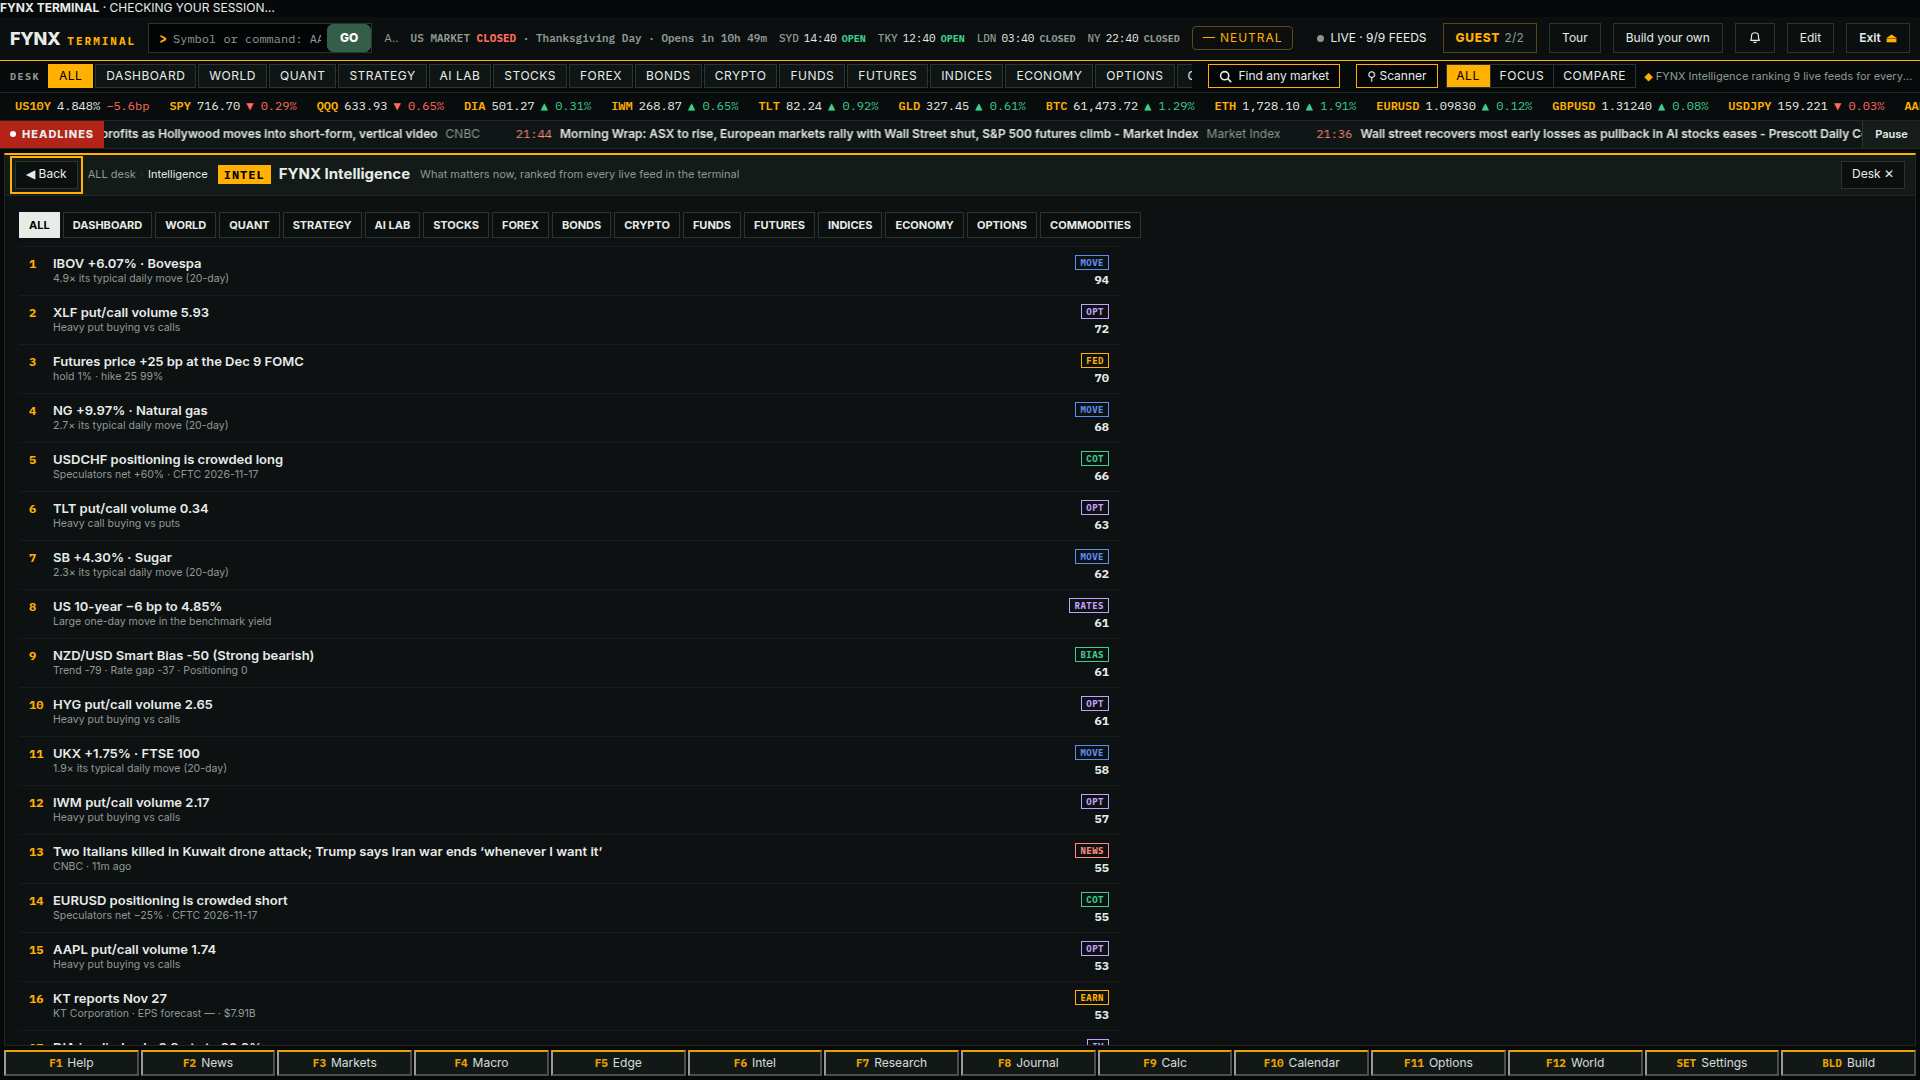 FYNX TERMINAL · CHECKING YOUR SESSION...
FYNX TERMINAL > Symbol or command: AA GO A.. US MARKET CLOSED · Thanksgiving Day · Opens in 10h 49m SYD 14:40 OPEN TKY 12:40 OPEN LDN 03:40 CLOSED NY 22:40 CLOSED — NEUTRAL LIVE · 9/9 FEEDS GUEST 2/2 Tour Build your own Edit Exit
DESK ALL DASHBOARD WORLD QUANT STRATEGY AI LAB STOCKS FOREX BONDS CRYPTO FUNDS FUTURES INDICES ECONOMY OPTIONS Find any market Scanner ALL FOCUS COMPARE ◆ FYNX Intelligence ranking 9 live feeds for every...
US10Y 4.848% −5.6bp SPY 716.70 ▼ 0.29% QQQ 633.93 ▼ 0.65% DIA 501.27 ▲ 0.31% IWM 268.87 ▲ 0.65% TLT 82.24 ▲ 0.92% GLD 327.45 ▲ 0.61% BTC 61,473.72 ▲ 1.29% ETH 1,728.10 ▲ 1.91% EURUSD 1.09830 ▲ 0.12% GBPUSD 1.31240 ▲ 0.08% USDJPY 159.221 ▼ 0.03% AA
HEADLINES profits as Hollywood moves into short-form, vertical video CNBC 21:44 Morning Wrap: ASX to rise, European markets rally with Wall Street shut, S&P 500 futures climb - Market Index Market Index 21:36 Wall street recovers most early losses as pullback in AI stocks eases - Prescott Daily C Pause
◀ Back ALL desk · Intelligence INTEL FYNX Intelligence What matters now, ranked from every live feed in the terminal Desk ✕
ALL DASHBOARD WORLD QUANT STRATEGY AI LAB STOCKS FOREX BONDS CRYPTO FUNDS FUTURES INDICES ECONOMY OPTIONS COMMODITIES
1 IBOV +6.07% · Bovespa MOVE
4.9× its typical daily move (20-day) 94
2 XLF put/call volume 5.93 OPT
Heavy put buying vs calls 72
3 Futures price +25 bp at the Dec 9 FOMC FED
hold 1% · hike 25 99% 70
4 NG +9.97% · Natural gas MOVE
2.7× its typical daily move (20-day) 68
5 USDCHF positioning is crowded long COT
Speculators net +60% · CFTC 2026-11-17 66
6 TLT put/call volume 0.34 OPT
Heavy call buying vs puts 63
7 SB +4.30% · Sugar MOVE
2.3× its typical daily move (20-day) 62
8 US 10-year −6 bp to 4.85% RATES
Large one-day move in the benchmark yield 61
9 NZD/USD Smart Bias -50 (Strong bearish) BIAS
Trend -79 · Rate gap -37 · Positioning 0 61
10 HYG put/call volume 2.65 OPT
Heavy put buying vs calls 61
11 UKX +1.75% · FTSE 100 MOVE
1.9× its typical daily move (20-day) 58
12 IWM put/call volume 2.17 OPT
Heavy put buying vs calls 57
13 Two Italians killed in Kuwait drone attack; Trump says Iran war ends ‘whenever I want it’ NEWS
CNBC · 11m ago 55
14 EURUSD positioning is crowded short COT
Speculators net −25% · CFTC 2026-11-17 55
15 AAPL put/call volume 1.74 OPT
Heavy put buying vs calls 53
16 KT reports Nov 27 EARN
KT Corporation · EPS forecast — · $7.91B 53
F1 Help F2 News F3 Markets F4 Macro F5 Edge F6 Intel F7 Research F8 Journal F9 Calc F10 Calendar F11 Options F12 World SET Settings BLD Build